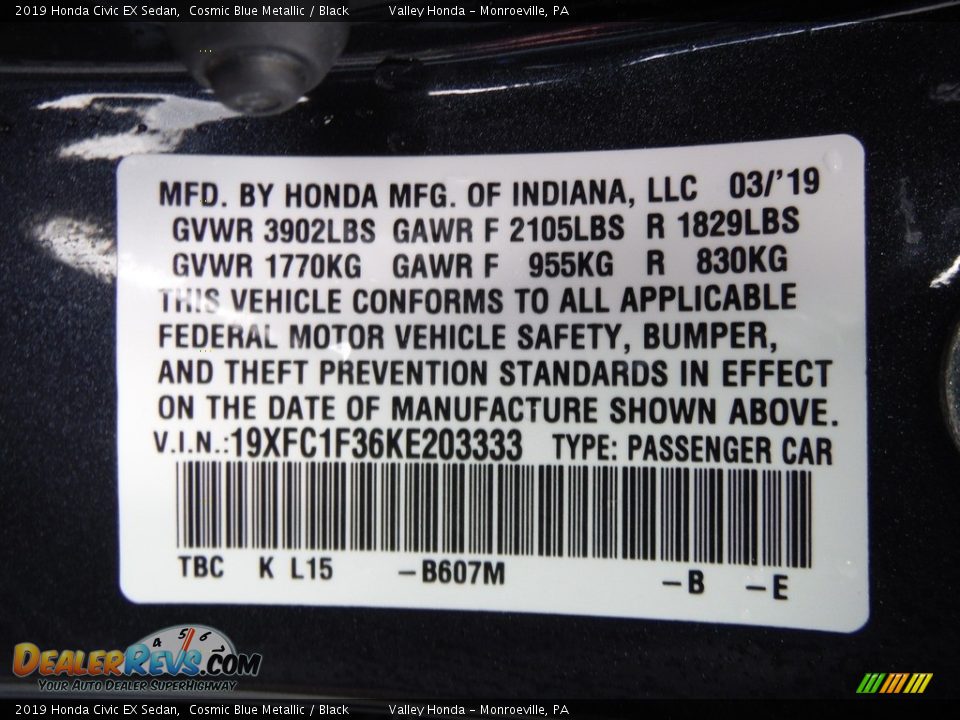 2019 Honda Civic EX Sedan, Cosmic Blue Metallic / Black Valley Honda - Monroeville, PA
MFD. BY HONDA MFG. OF INDIANA, LLC 03/'19
GVWR 3902LBS GAWR F 2105LBS R 1829LBS
GVWR 1770KG GAWR F 955KG R 830KG
THIS VEHICLE CONFORMS TO ALL APPLICABLE
FEDERAL MOTOR VEHICLE SAFETY, BUMPER,
AND THEFT PREVENTION STANDARDS IN EFFECT
ON THE DATE OF MANUFACTURE SHOWN ABOVE.
V.I.N.:19XFC1F36KE203333 TYPE: PASSENGER CAR
TBC K L15 -B607M -B -E
4 5 6
DEALERREVS.COM
YOUR AUTO DEALER SUPERHIGHWAY
2019 Honda Civic EX Sedan, Cosmic Blue Metallic / Black Valley Honda - Monroeville, PA